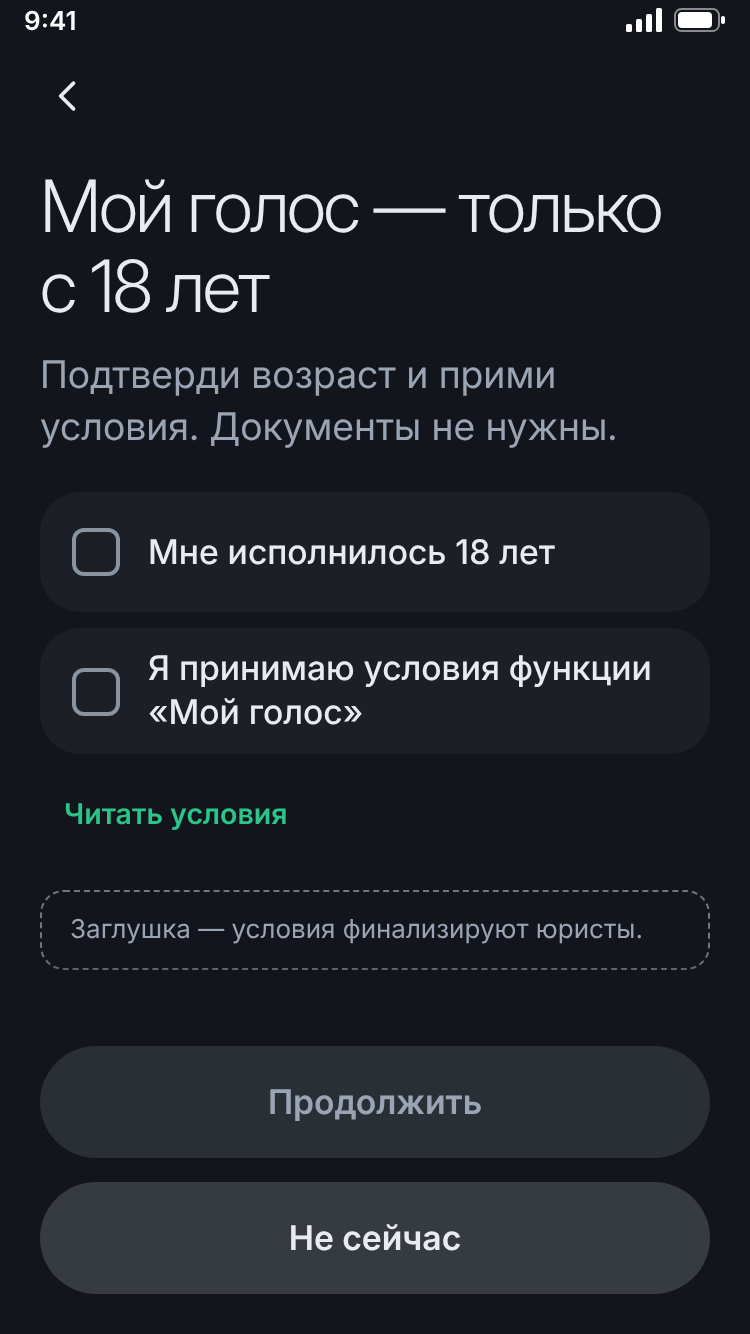 9:41
Мой голос — только
с 18 лет
Подтверди возраст и прими
условия. Документы не нужны.
Мне исполнилось 18 лет
Я принимаю условия функции
«Мой голос»
Читать условия
Заглушка — условия финализируют юристы.
Продолжить
Не сейчас